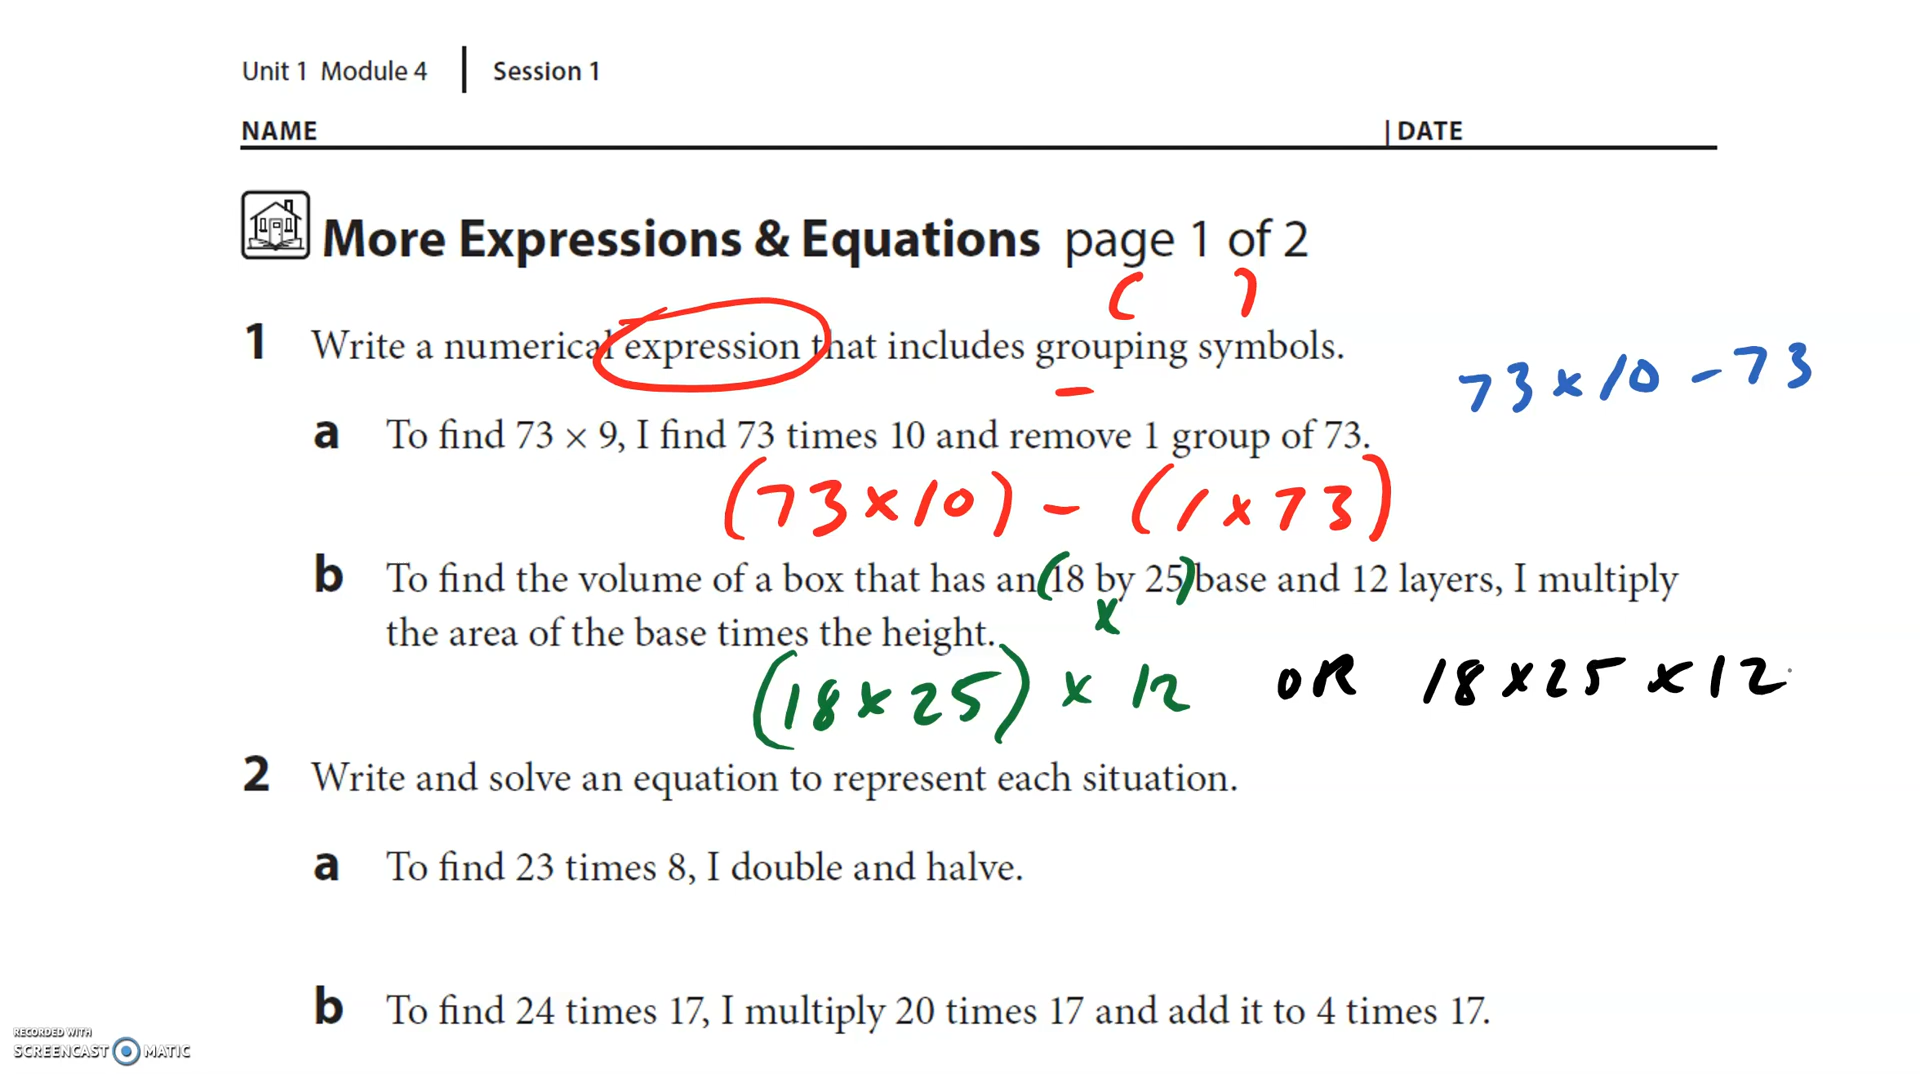 Unit 1 Module 4 | Session 1
NAME | DATE
More Expressions & Equations page 1 of 2
( )
1 Write a numerical expression that includes grouping symbols.
73 × 10 - 73
-
a To find 73 × 9, I find 73 times 10 and remove 1 group of 73.
(73 × 10) - (1 × 73)
b To find the volume of a box that has an (18 by 25) base and 12 layers, I multiply
×
the area of the base times the height.
(18 × 25) × 12 OR 18 × 25 × 12
2 Write and solve an equation to represent each situation.
a To find 23 times 8, I double and halve.
b To find 24 times 17, I multiply 20 times 17 and add it to 4 times 17.
RECORDED WITH
SCREENCAST MATIC